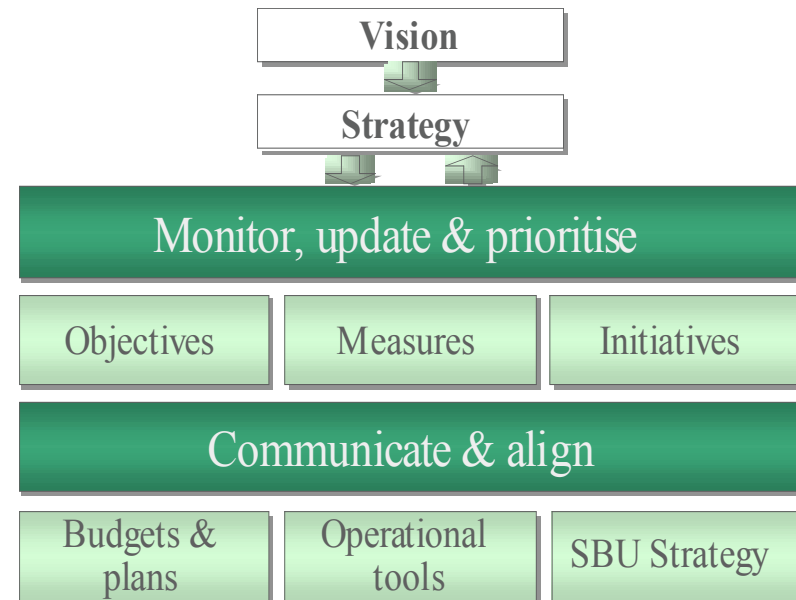 Vision
Strategy
Monitor, update & prioritise
Objectives
Measures
Initiatives
Communicate & align
Budgets &
plans
Operational
tools
SBU Strategy